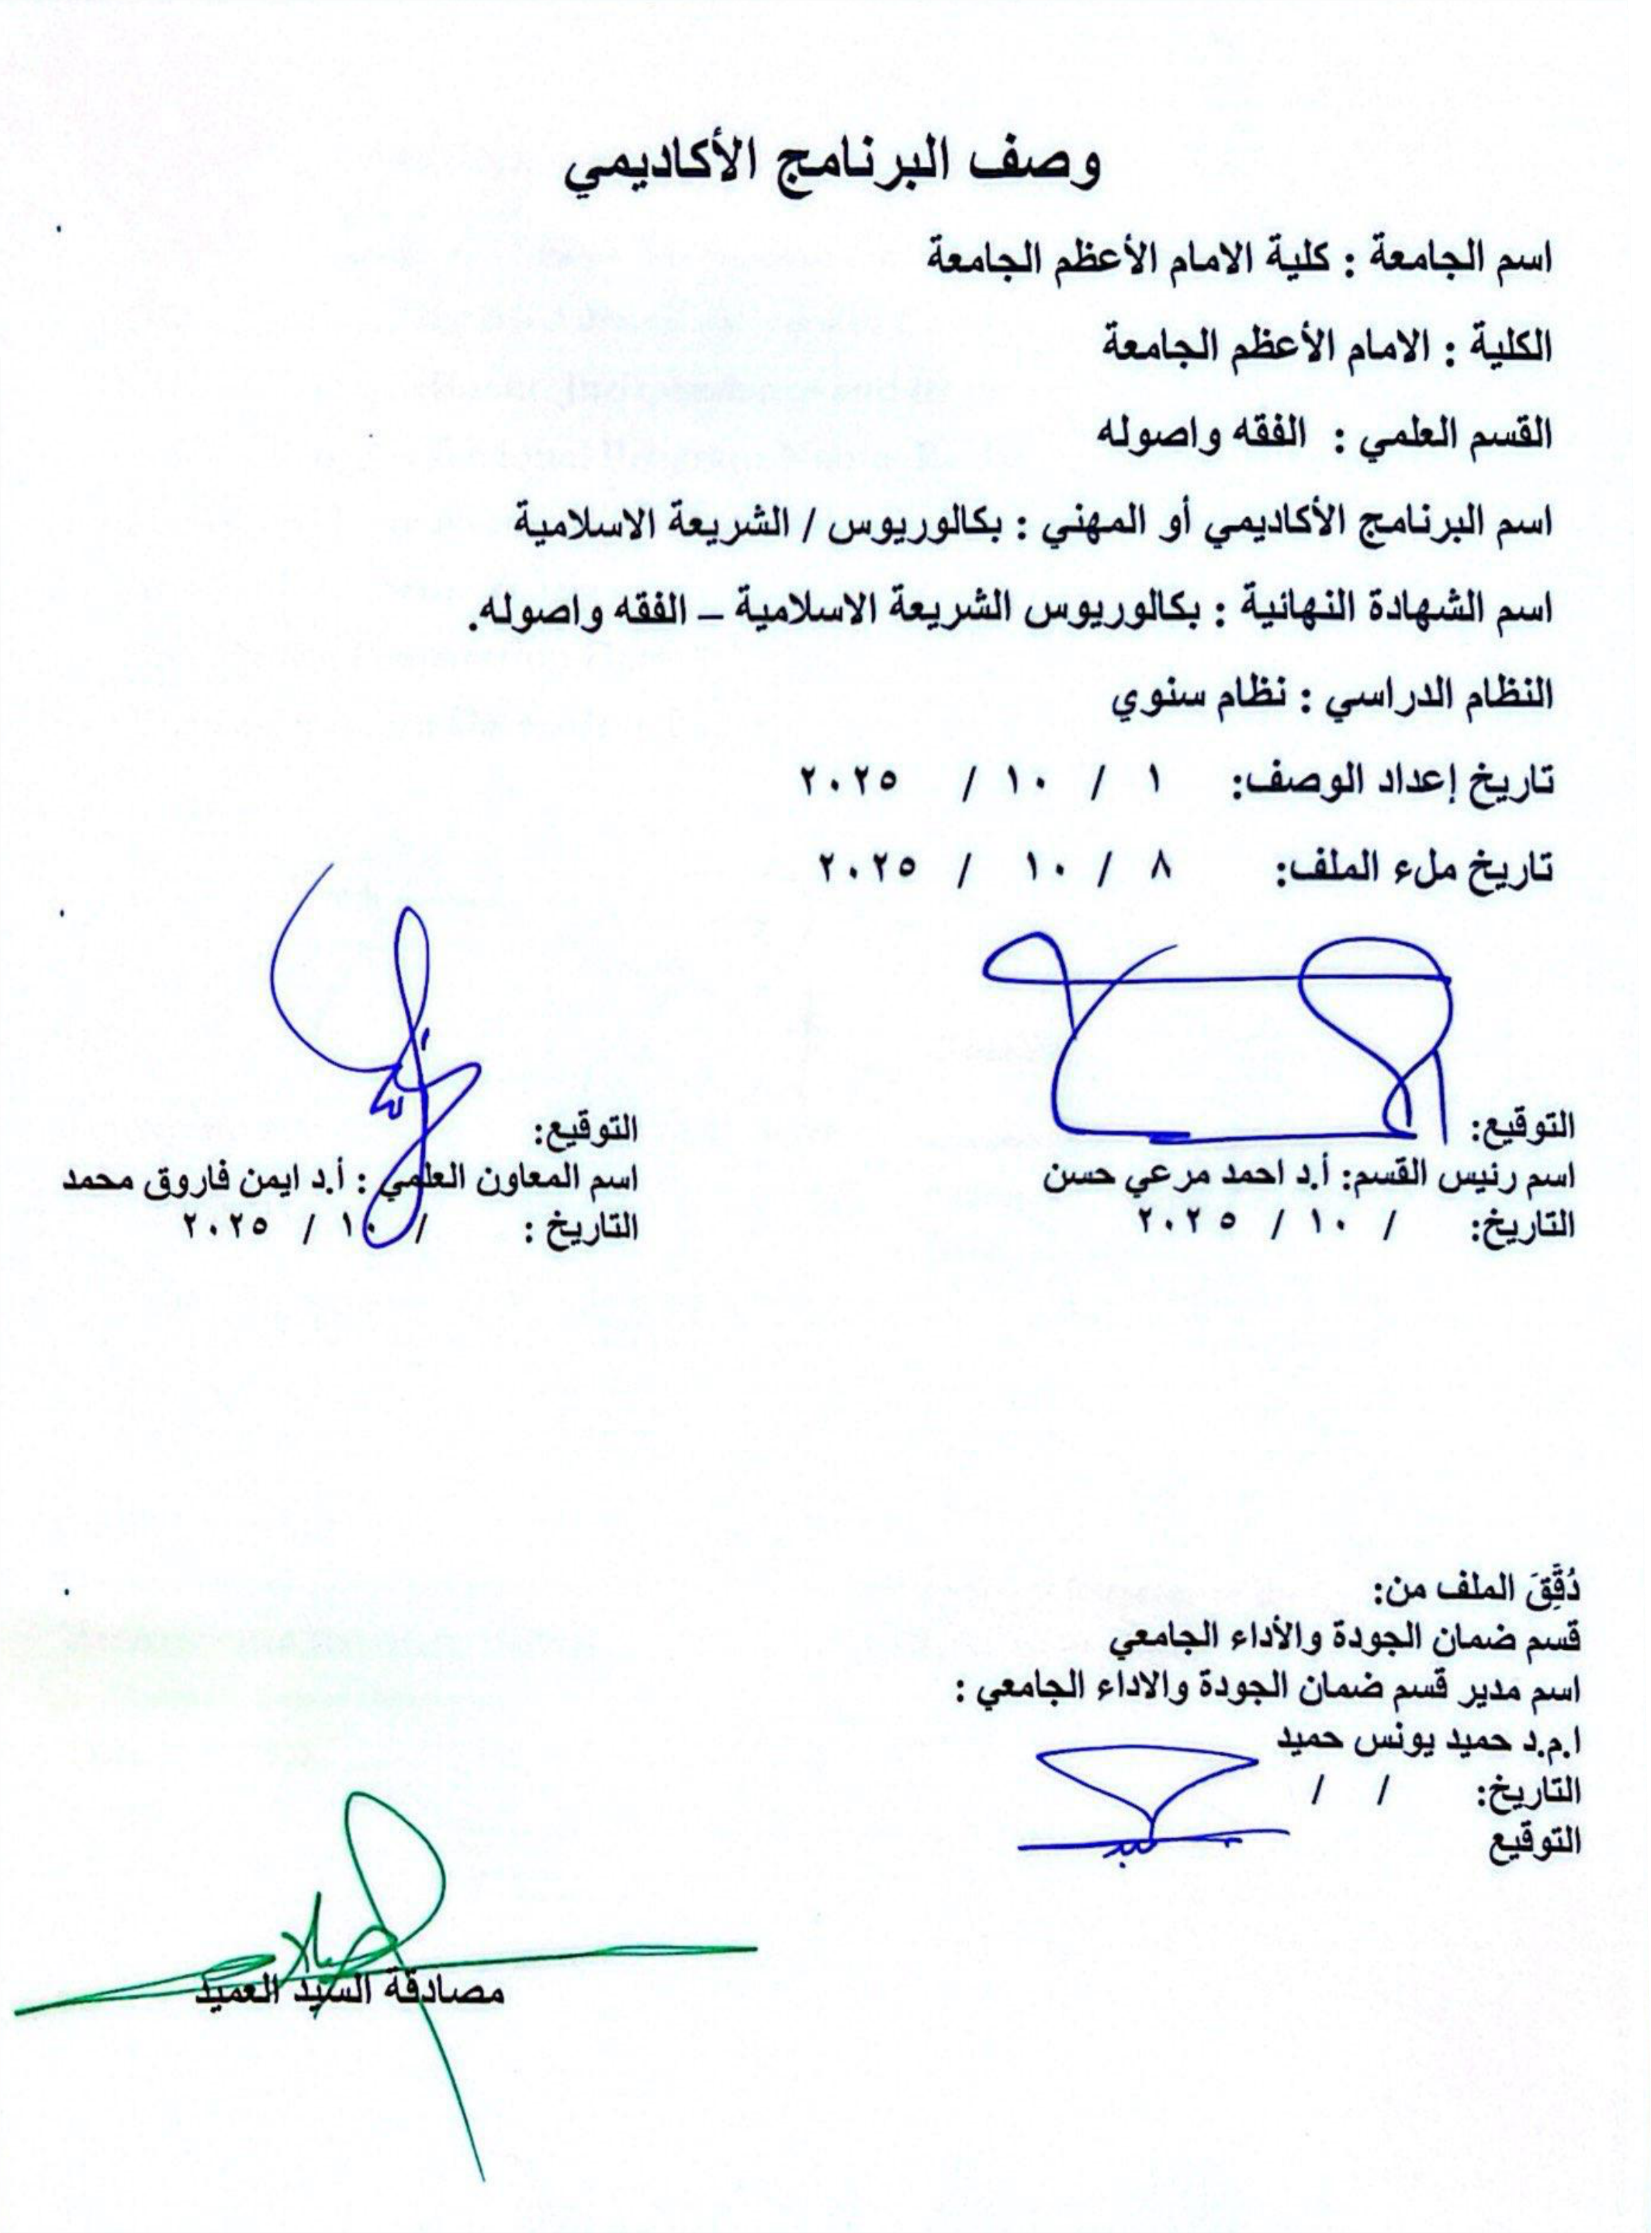 وصف البرنامج الأكاديمي
اسم الجامعة : كلية الامام الأعظم الجامعة
الكلية : الامام الأعظم الجامعة
القسم العلمي : الفقه واصوله
اسم البرنامج الأكاديمي أو المهني : بكالوريوس / الشريعة الاسلامية
اسم الشهادة النهائية : بكالوريوس الشريعة الاسلامية – الفقه واصوله.
النظام الدراسي : نظام سنوي
تاريخ إعداد الوصف: ١ / ١٠ / ٢٠٢٥
تاريخ ملء الملف: ٨ / ١٠ / ٢٠٢٥
التوقيع:
اسم رئيس القسم: أ.د احمد مرعي حسن
التاريخ: / ١٠ / ٢٠٢٥
التوقيع:
اسم المعاون العلمي : أ.د ايمن فاروق محمد
التاريخ : / ١٠ / ٢٠٢٥
دُقِّقَ الملف من:
قسم ضمان الجودة والأداء الجامعي
اسم مدير قسم ضمان الجودة والاداء الجامعي :
ا.م.د حميد يونس حميد
التاريخ: / /
التوقيع
مصادقة السيد العميد